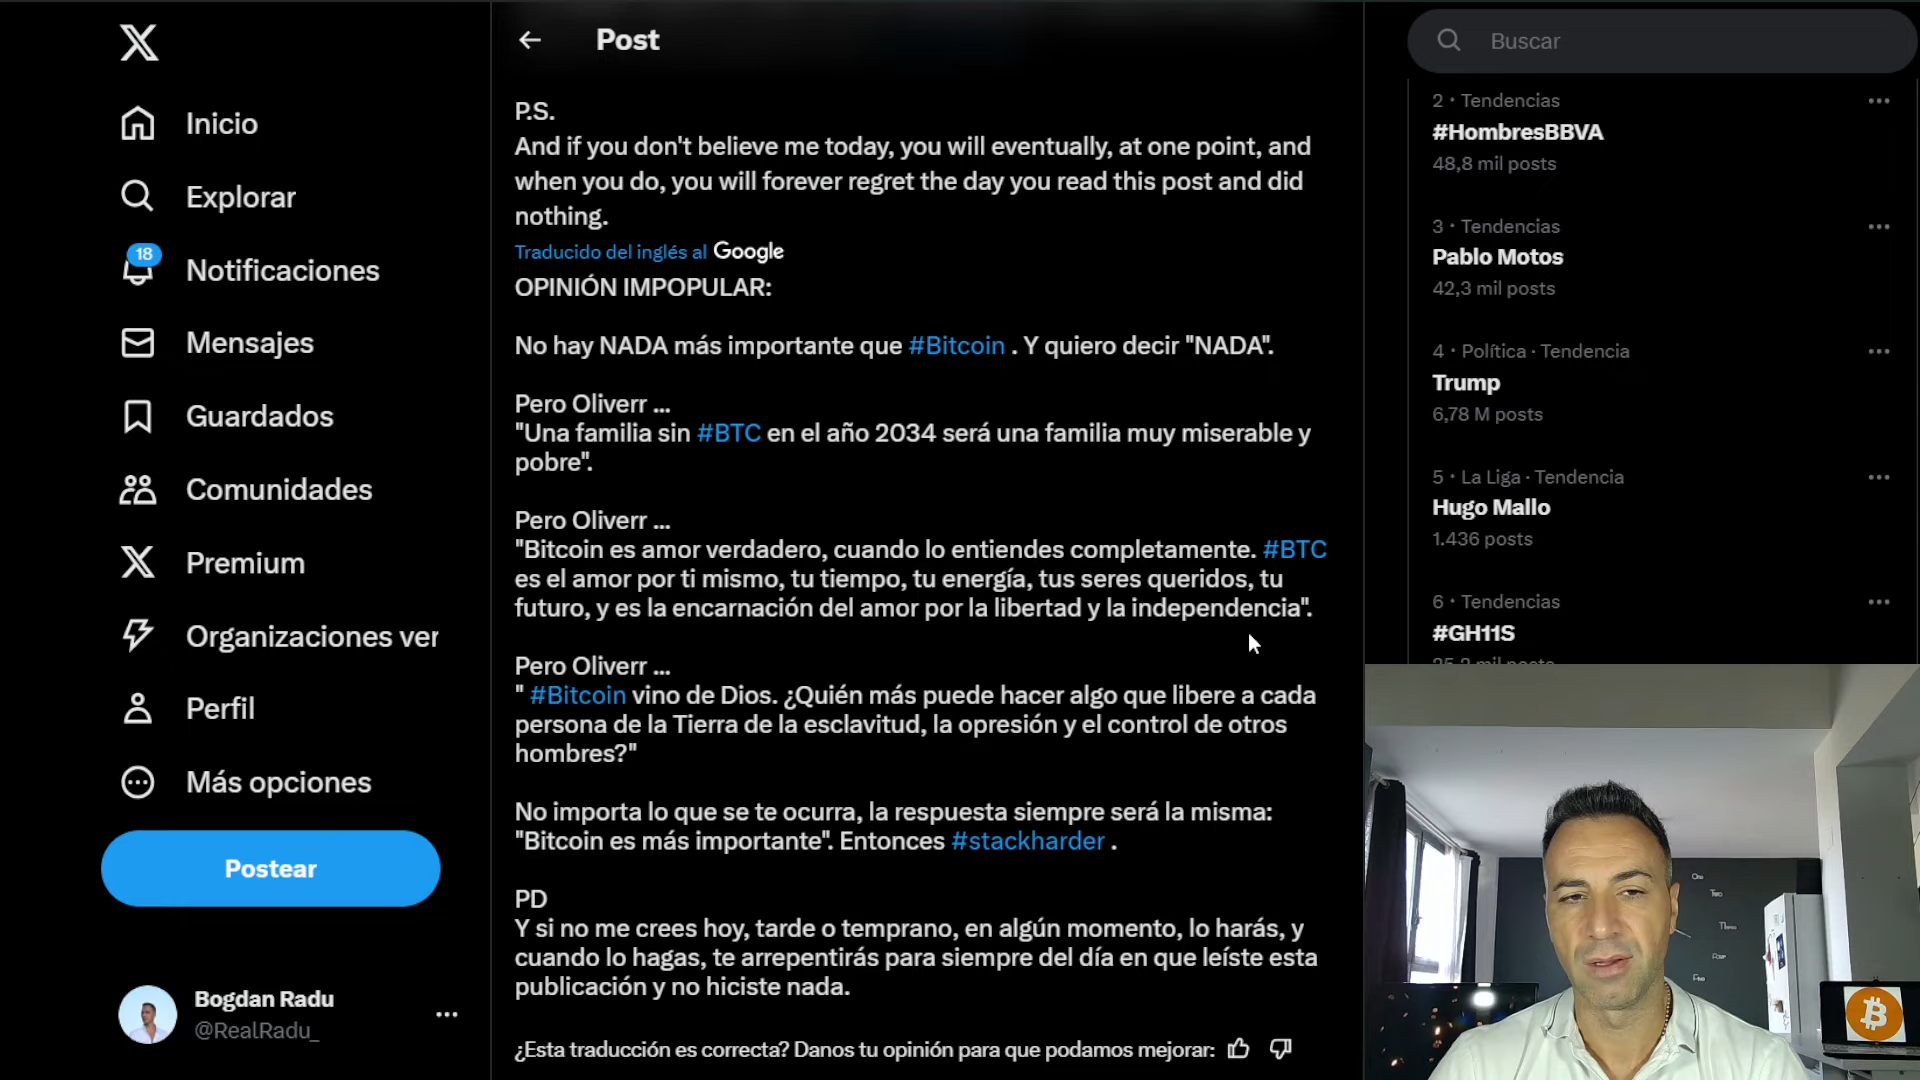 Inicio
Explorar
18
Notificaciones
Mensajes
Guardados
Comunidades
Premium
Organizaciones ver
Perfil
Más opciones
Postear
Bogdan Radu
@RealRadu_
Post
P.S.
And if you don't believe me today, you will eventually, at one point, and
when you do, you will forever regret the day you read this post and did
nothing.
Traducido del inglés al Google
OPINIÓN IMPOPULAR:
No hay NADA más importante que #Bitcoin . Y quiero decir "NADA".
Pero Oliverr ...
"Una familia sin #BTC en el año 2034 será una familia muy miserable y
pobre".
Pero Oliverr ...
"Bitcoin es amor verdadero, cuando lo entiendes completamente. #BTC
es el amor por ti mismo, tu tiempo, tu energía, tus seres queridos, tu
futuro, y es la encarnación del amor por la libertad y la independencia".
Pero Oliverr ...
" #Bitcoin vino de Dios. ¿Quién más puede hacer algo que libere a cada
persona de la Tierra de la esclavitud, la opresión y el control de otros
hombres?"
No importa lo que se te ocurra, la respuesta siempre será la misma:
"Bitcoin es más importante". Entonces #stackharder .
PD
Y si no me crees hoy, tarde o temprano, en algún momento, lo harás, y
cuando lo hagas, te arrepentirás para siempre del día en que leíste esta
publicación y no hiciste nada.
¿Esta traducción es correcta? Danos tu opinión para que podamos mejorar:
Buscar
2 · Tendencias
#HombresBBVA
48,8 mil posts
3 · Tendencias
Pablo Motos
42,3 mil posts
4 · Política · Tendencia
Trump
6,78 M posts
5 · La Liga · Tendencia
Hugo Mallo
1.436 posts
6 · Tendencias
#GH11S
One
Two
Three
Four
Five